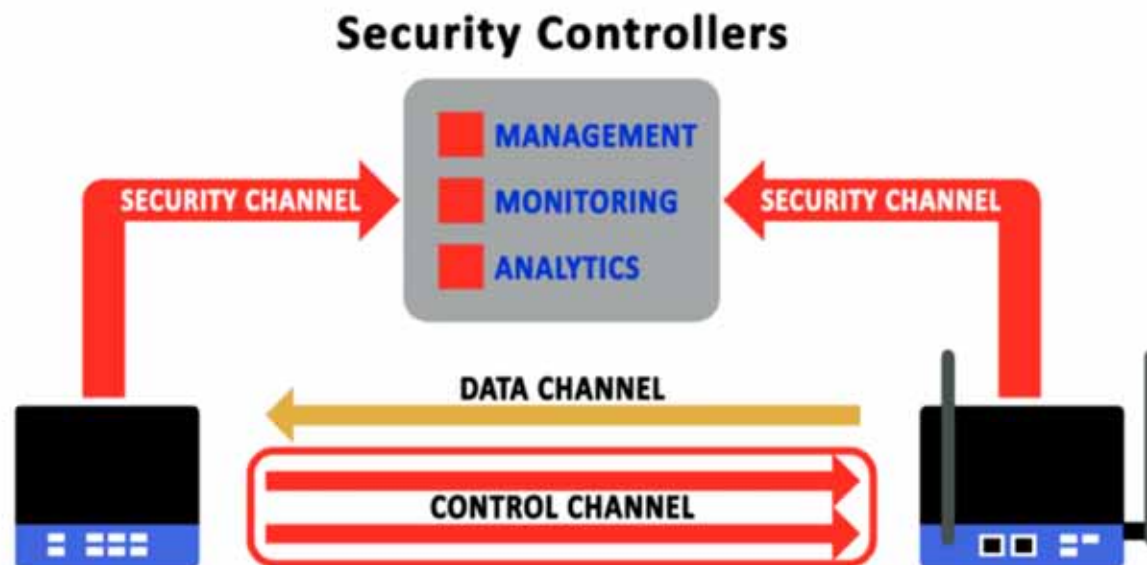 Security Controllers
MANAGEMENT
SECURITY CHANNEL
MONITORING
SECURITY CHANNEL
ANALYTICS
DATA CHANNEL
CONTROL CHANNEL